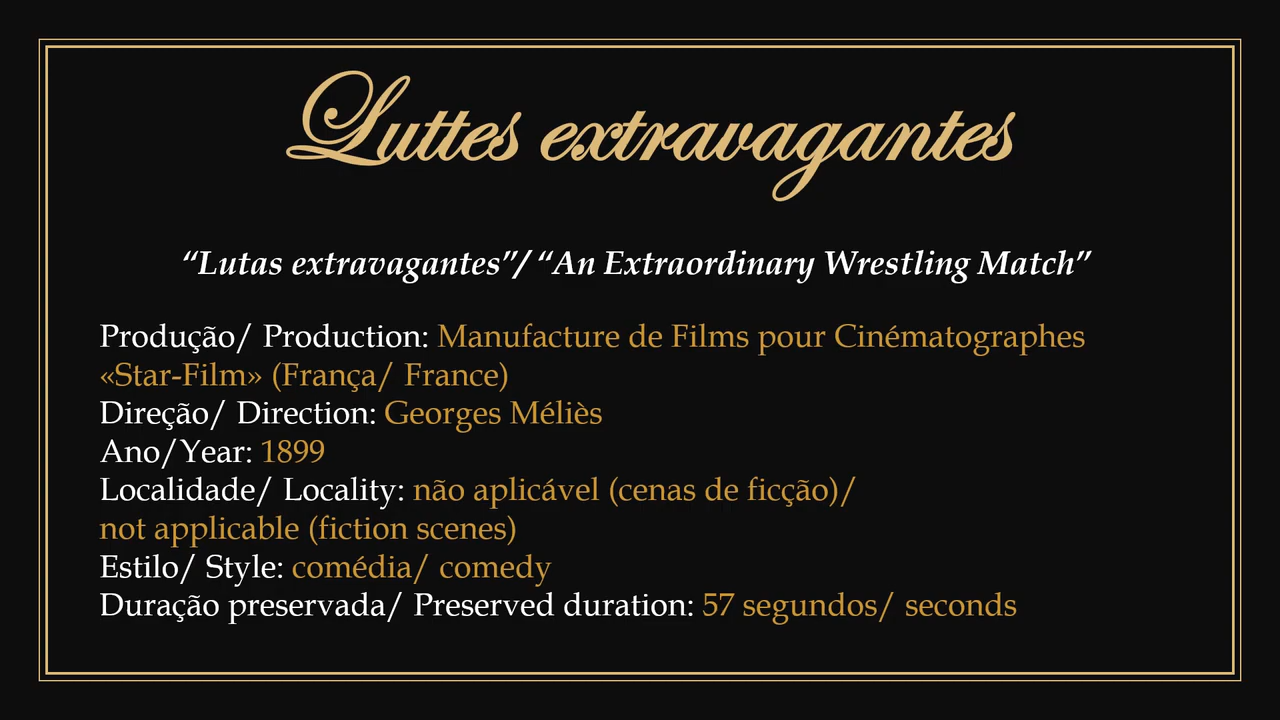 Luttes extravagantes
“Lutas extravagantes”/ “An Extraordinary Wrestling Match”
Produção/ Production: Manufacture de Films pour Cinématographes
«Star-Film» (França/ France)
Direção/ Direction: Georges Méliès
Ano/Year: 1899
Localidade/ Locality: não aplicável (cenas de ficção)/
not applicable (fiction scenes)
Estilo/ Style: comédia/ comedy
Duração preservada/ Preserved duration: 57 segundos/ seconds